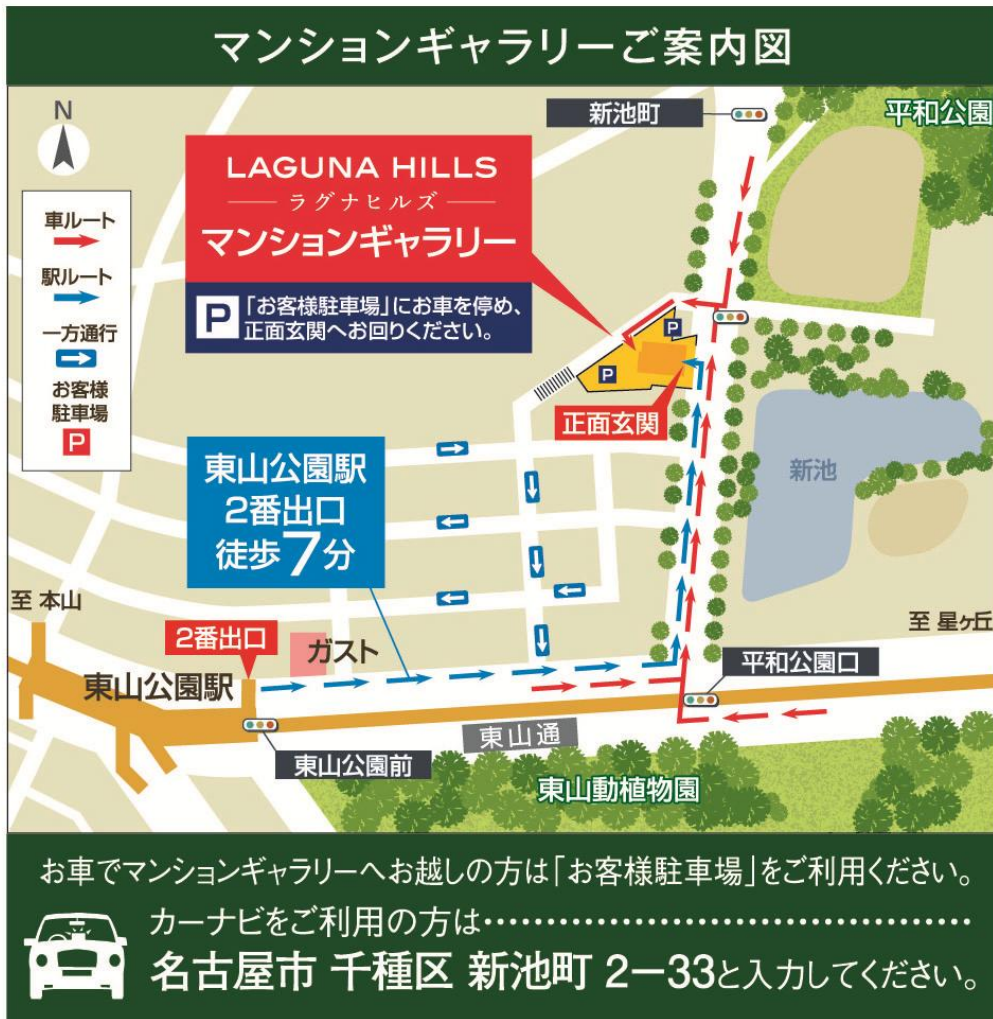 マンションギャラリーご案内図
N
新池町
平和公園
LAGUNA HILLS
ラグナヒルズ
マンションギャラリー
P
「お客様駐車場」にお車を停め、
正面玄関へお回りください。
車ルート
駅ルート
一方通行
お客様
駐車場
P
P
P
正面玄関
新池
東山公園駅
2番出口
徒歩7分
至 本山
至 星ヶ丘
2番出口
ガスト
東山公園駅
平和公園口
東山通
東山公園前
東山動植物園
お車でマンションギャラリーへお越しの方は「お客様駐車場」をご利用ください。
カーナビをご利用の方は……………………………………
名古屋市 千種区 新池町 2−33と入力してください。